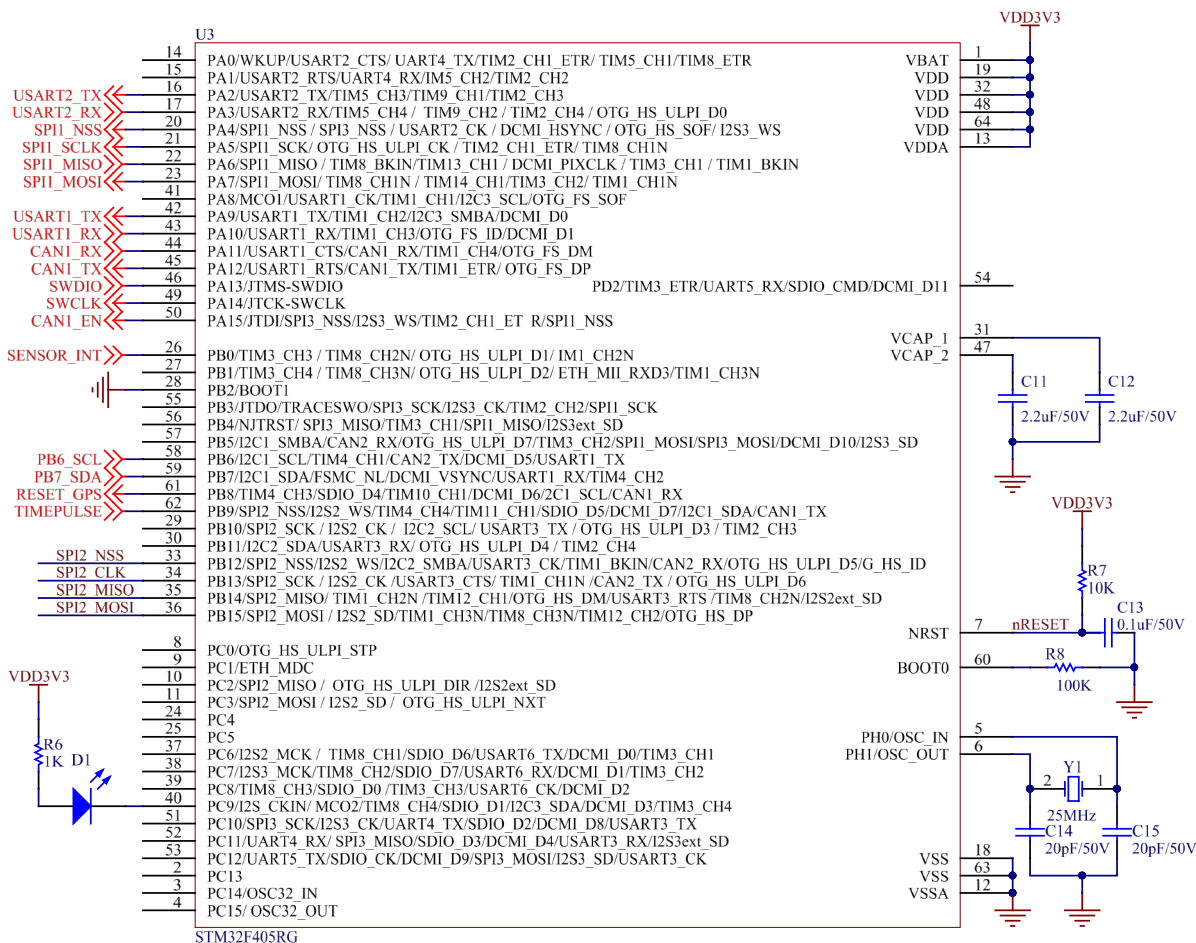 VDD3V3
U3
14 PA0/WKUP/USART2_CTS/ UART4_TX/TIM2_CH1_ETR/ TIM5_CH1/TIM8_ETR VBAT 1
15 PA1/USART2_RTS/UART4_RX/IM5_CH2/TIM2_CH2 VDD 19
USART2_TX 16 PA2/USART2_TX/TIM5_CH3/TIM9_CH1/TIM2_CH3 VDD 32
USART2_RX 17 PA3/USART2_RX/TIM5_CH4 / TIM9_CH2 / TIM2_CH4 / OTG_HS_ULPI_D0 VDD 48
SPI1_NSS 20 PA4/SPI1_NSS / SPI3_NSS / USART2_CK / DCMI_HSYNC / OTG_HS_SOF/ I2S3_WS VDD 64
SPI1_SCLK 21 PA5/SPI1_SCK/ OTG_HS_ULPI_CK / TIM2_CH1_ETR/ TIM8_CH1N VDDA 13
SPI1_MISO 22 PA6/SPI1_MISO / TIM8_BKIN/TIM13_CH1 / DCMI_PIXCLK / TIM3_CH1 / TIM1_BKIN
SPI1_MOSI 23 PA7/SPI1_MOSI/ TIM8_CH1N / TIM14_CH1/TIM3_CH2/ TIM1_CH1N
41 PA8/MCO1/USART1_CK/TIM1_CH1/I2C3_SCL/OTG_FS_SOF
USART1_TX 42 PA9/USART1_TX/TIM1_CH2/I2C3_SMBA/DCMI_D0
USART1_RX 43 PA10/USART1_RX/TIM1_CH3/OTG_FS_ID/DCMI_D1
CAN1_RX 44 PA11/USART1_CTS/CAN1_RX/TIM1_CH4/OTG_FS_DM
CAN1_TX 45 PA12/USART1_RTS/CAN1_TX/TIM1_ETR/ OTG_FS_DP
SWDIO 46 PA13/JTMS-SWDIO PD2/TIM3_ETR/UART5_RX/SDIO_CMD/DCMI_D11 54
SWCLK 49 PA14/JTCK-SWCLK
CAN1_EN 50 PA15/JTDI/SPI3_NSS/I2S3_WS/TIM2_CH1_ET R/SPI1_NSS
VCAP_1 31
SENSOR_INT 26 PB0/TIM3_CH3 / TIM8_CH2N/ OTG_HS_ULPI_D1/ IM1_CH2N VCAP_2 47
27 PB1/TIM3_CH4 / TIM8_CH3N/ OTG_HS_ULPI_D2/ ETH_MII_RXD3/TIM1_CH3N
28 PB2/BOOT1 C11 C12
55 PB3/JTDO/TRACESWO/SPI3_SCK/I2S3_CK/TIM2_CH2/SPI1_SCK
56 PB4/NJTRST/ SPI3_MISO/TIM3_CH1/SPI1_MISO/I2S3ext_SD 2.2uF/50V 2.2uF/50V
57 PB5/I2C1_SMBA/CAN2_RX/OTG_HS_ULPI_D7/TIM3_CH2/SPI1_MOSI/SPI3_MOSI/DCMI_D10/I2S3_SD
PB6_SCL 58 PB6/I2C1_SCL/TIM4_CH1/CAN2_TX/DCMI_D5/USART1_TX
PB7_SDA 59 PB7/I2C1_SDA/FSMC_NL/DCMI_VSYNC/USART1_RX/TIM4_CH2
RESET_GPS 61 PB8/TIM4_CH3/SDIO_D4/TIM10_CH1/DCMI_D6/2C1_SCL/CAN1_RX
TIMEPULSE 62 PB9/SPI2_NSS/I2S2_WS/TIM4_CH4/TIM11_CH1/SDIO_D5/DCMI_D7/I2C1_SDA/CAN1_TX VDD3V3
29 PB10/SPI2_SCK / I2S2_CK / I2C2_SCL/ USART3_TX / OTG_HS_ULPI_D3 / TIM2_CH3
30 PB11/I2C2_SDA/USART3_RX/ OTG_HS_ULPI_D4 / TIM2_CH4
SPI2_NSS 33 PB12/SPI2_NSS/I2S2_WS/I2C2_SMBA/USART3_CK/TIM1_BKIN/CAN2_RX/OTG_HS_ULPI_D5/G_HS_ID
SPI2_CLK 34 PB13/SPI2_SCK / I2S2_CK /USART3_CTS/ TIM1_CH1N /CAN2_TX / OTG_HS_ULPI_D6 R7
SPI2_MISO 35 PB14/SPI2_MISO/ TIM1_CH2N /TIM12_CH1/OTG_HS_DM/USART3_RTS /TIM8_CH2N/I2S2ext_SD 10K
SPI2_MOSI 36 PB15/SPI2_MOSI / I2S2_SD/TIM1_CH3N/TIM8_CH3N/TIM12_CH2/OTG_HS_DP C13
NRST 7 nRESET 0.1uF/50V
8 PC0/OTG_HS_ULPI_STP
9 PC1/ETH_MDC BOOT0 60 R8
10 PC2/SPI2_MISO / OTG_HS_ULPI_DIR /I2S2ext_SD 100K
VDD3V3
11 PC3/SPI2_MOSI / I2S2_SD / OTG_HS_ULPI_NXT
24 PC4
25 PC5 PH0/OSC_IN 5
R6 37 PC6/I2S2_MCK / TIM8_CH1/SDIO_D6/USART6_TX/DCMI_D0/TIM3_CH1 PH1/OSC_OUT 6
1K D1 38 PC7/I2S3_MCK/TIM8_CH2/SDIO_D7/USART6_RX/DCMI_D1/TIM3_CH2 Y1
39 PC8/TIM8_CH3/SDIO_D0 /TIM3_CH3/USART6_CK/DCMI_D2 2 1
40 PC9/I2S_CKIN/ MCO2/TIM8_CH4/SDIO_D1/I2C3_SDA/DCMI_D3/TIM3_CH4 25MHz
51 PC10/SPI3_SCK/I2S3_CK/UART4_TX/SDIO_D2/DCMI_D8/USART3_TX C14 C15
52 PC11/UART4_RX/ SPI3_MISO/SDIO_D3/DCMI_D4/USART3_RX/I2S3ext_SD 20pF/50V 20pF/50V
53 PC12/UART5_TX/SDIO_CK/DCMI_D9/SPI3_MOSI/I2S3_SD/USART3_CK VSS 18
2 PC13 VSS 63
3 PC14/OSC32_IN VSSA 12
4 PC15/ OSC32_OUT
STM32F405RG